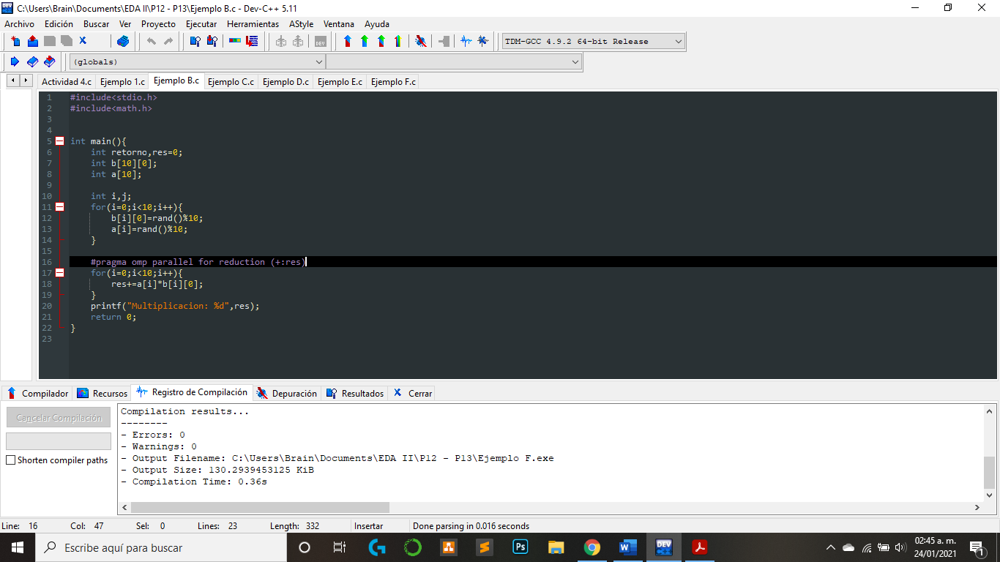 C:\Users\Brain\Documents\EDA II\P12 - P13\Ejemplo B.c - Dev-C++ 5.11
Archivo Edición Buscar Ver Proyecto Ejecutar Herramientas AStyle Ventana Ayuda
TDM-GCC 4.9.2 64-bit Release
(globals)
Actividad 4.c Ejemplo 1.c Ejemplo B.c Ejemplo C.c Ejemplo D.c Ejemplo E.c Ejemplo F.c
1 #include<stdio.h>
2 #include<math.h>
3
4
5 int main(){
6 int retorno,res=0;
7 int b[10][0];
8 int a[10];
9
10 int i,j;
11 for(i=0;i<10;i++){
12 b[i][0]=rand()%10;
13 a[i]=rand()%10;
14 }
15
16 #pragma omp parallel for reduction (+:res)
17 for(i=0;i<10;i++){
18 res+=a[i]*b[i][0];
19 }
20 printf("Multiplicacion: %d",res);
21 return 0;
22 }
23
Compilador Recursos Registro de Compilación Depuración Resultados Cerrar
Cancelar Compilación
Shorten compiler paths
Compilation results...
--------
- Errors: 0
- Warnings: 0
- Output Filename: C:\Users\Brain\Documents\EDA II\P12 - P13\Ejemplo F.exe
- Output Size: 130.2939453125 KiB
- Compilation Time: 0.36s
Line: 16 Col: 47 Sel: 0 Lines: 23 Length: 332 Insertar Done parsing in 0.016 seconds
Escribe aquí para buscar
Ps
W
DEV
02:45 a. m.
24/01/2021
1